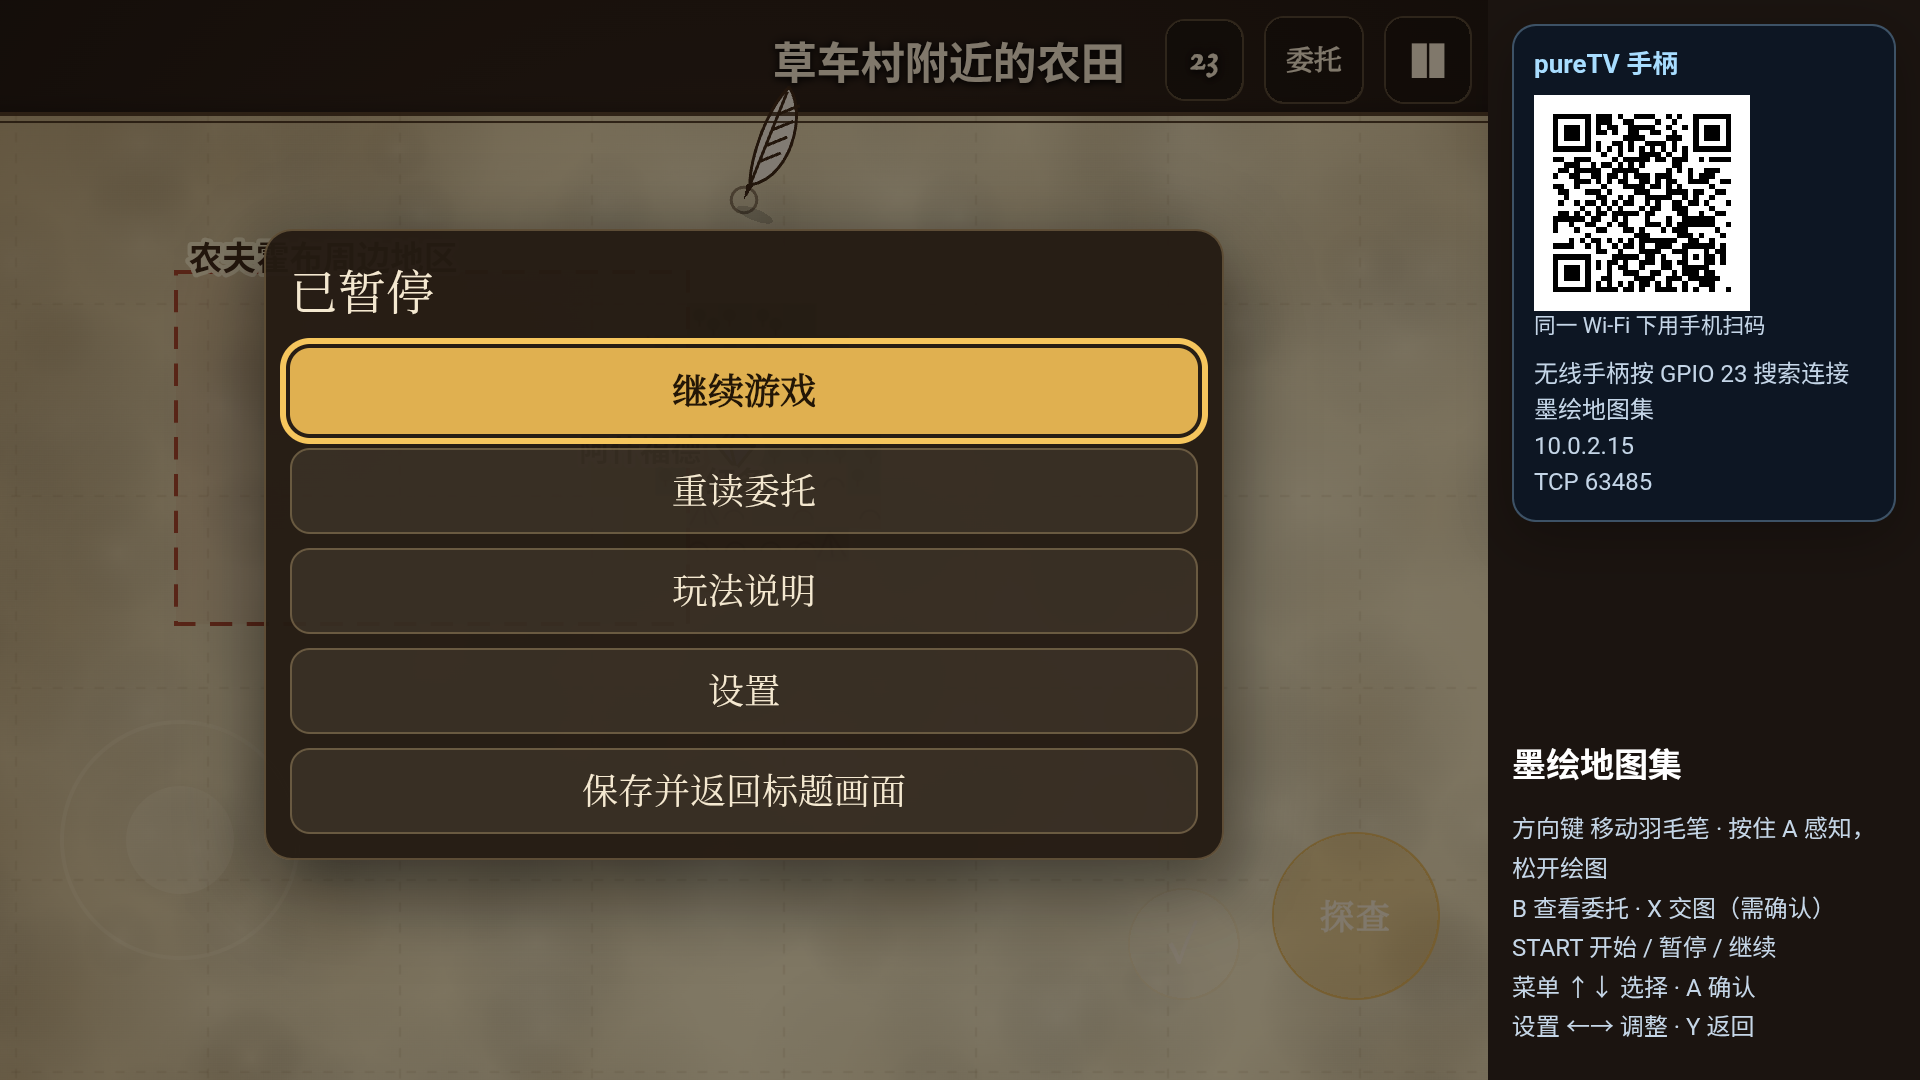 草车村附近的农田
23
委托
农夫霍布周边地区
已暂停
继续游戏
重读委托
玩法说明
设置
保存并返回标题画面
探查
pureTV 手柄
同一 Wi-Fi 下用手机扫码
无线手柄按 GPIO 23 搜索连接
墨绘地图集
10.0.2.15
TCP 63485
墨绘地图集
方向键 移动羽毛笔 · 按住 A 感知，
松开绘图
B 查看委托 · X 交图（需确认）
START 开始 / 暂停 / 继续
菜单 ↑↓ 选择 · A 确认
设置 ←→ 调整 · Y 返回